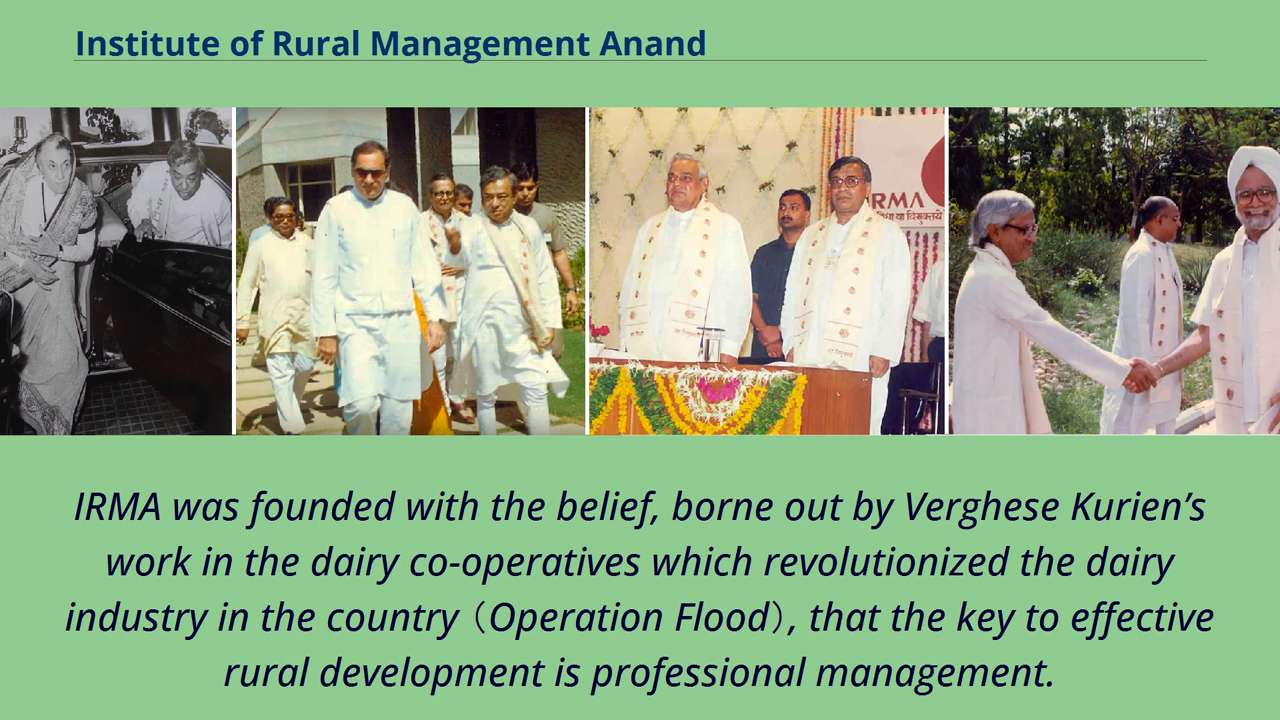 Institute of Rural Management Anand
IRMA
IRMA was founded with the belief, borne out by Verghese Kurien’s
work in the dairy co-operatives which revolutionized the dairy
industry in the country （Operation Flood）, that the key to effective
rural development is professional management.